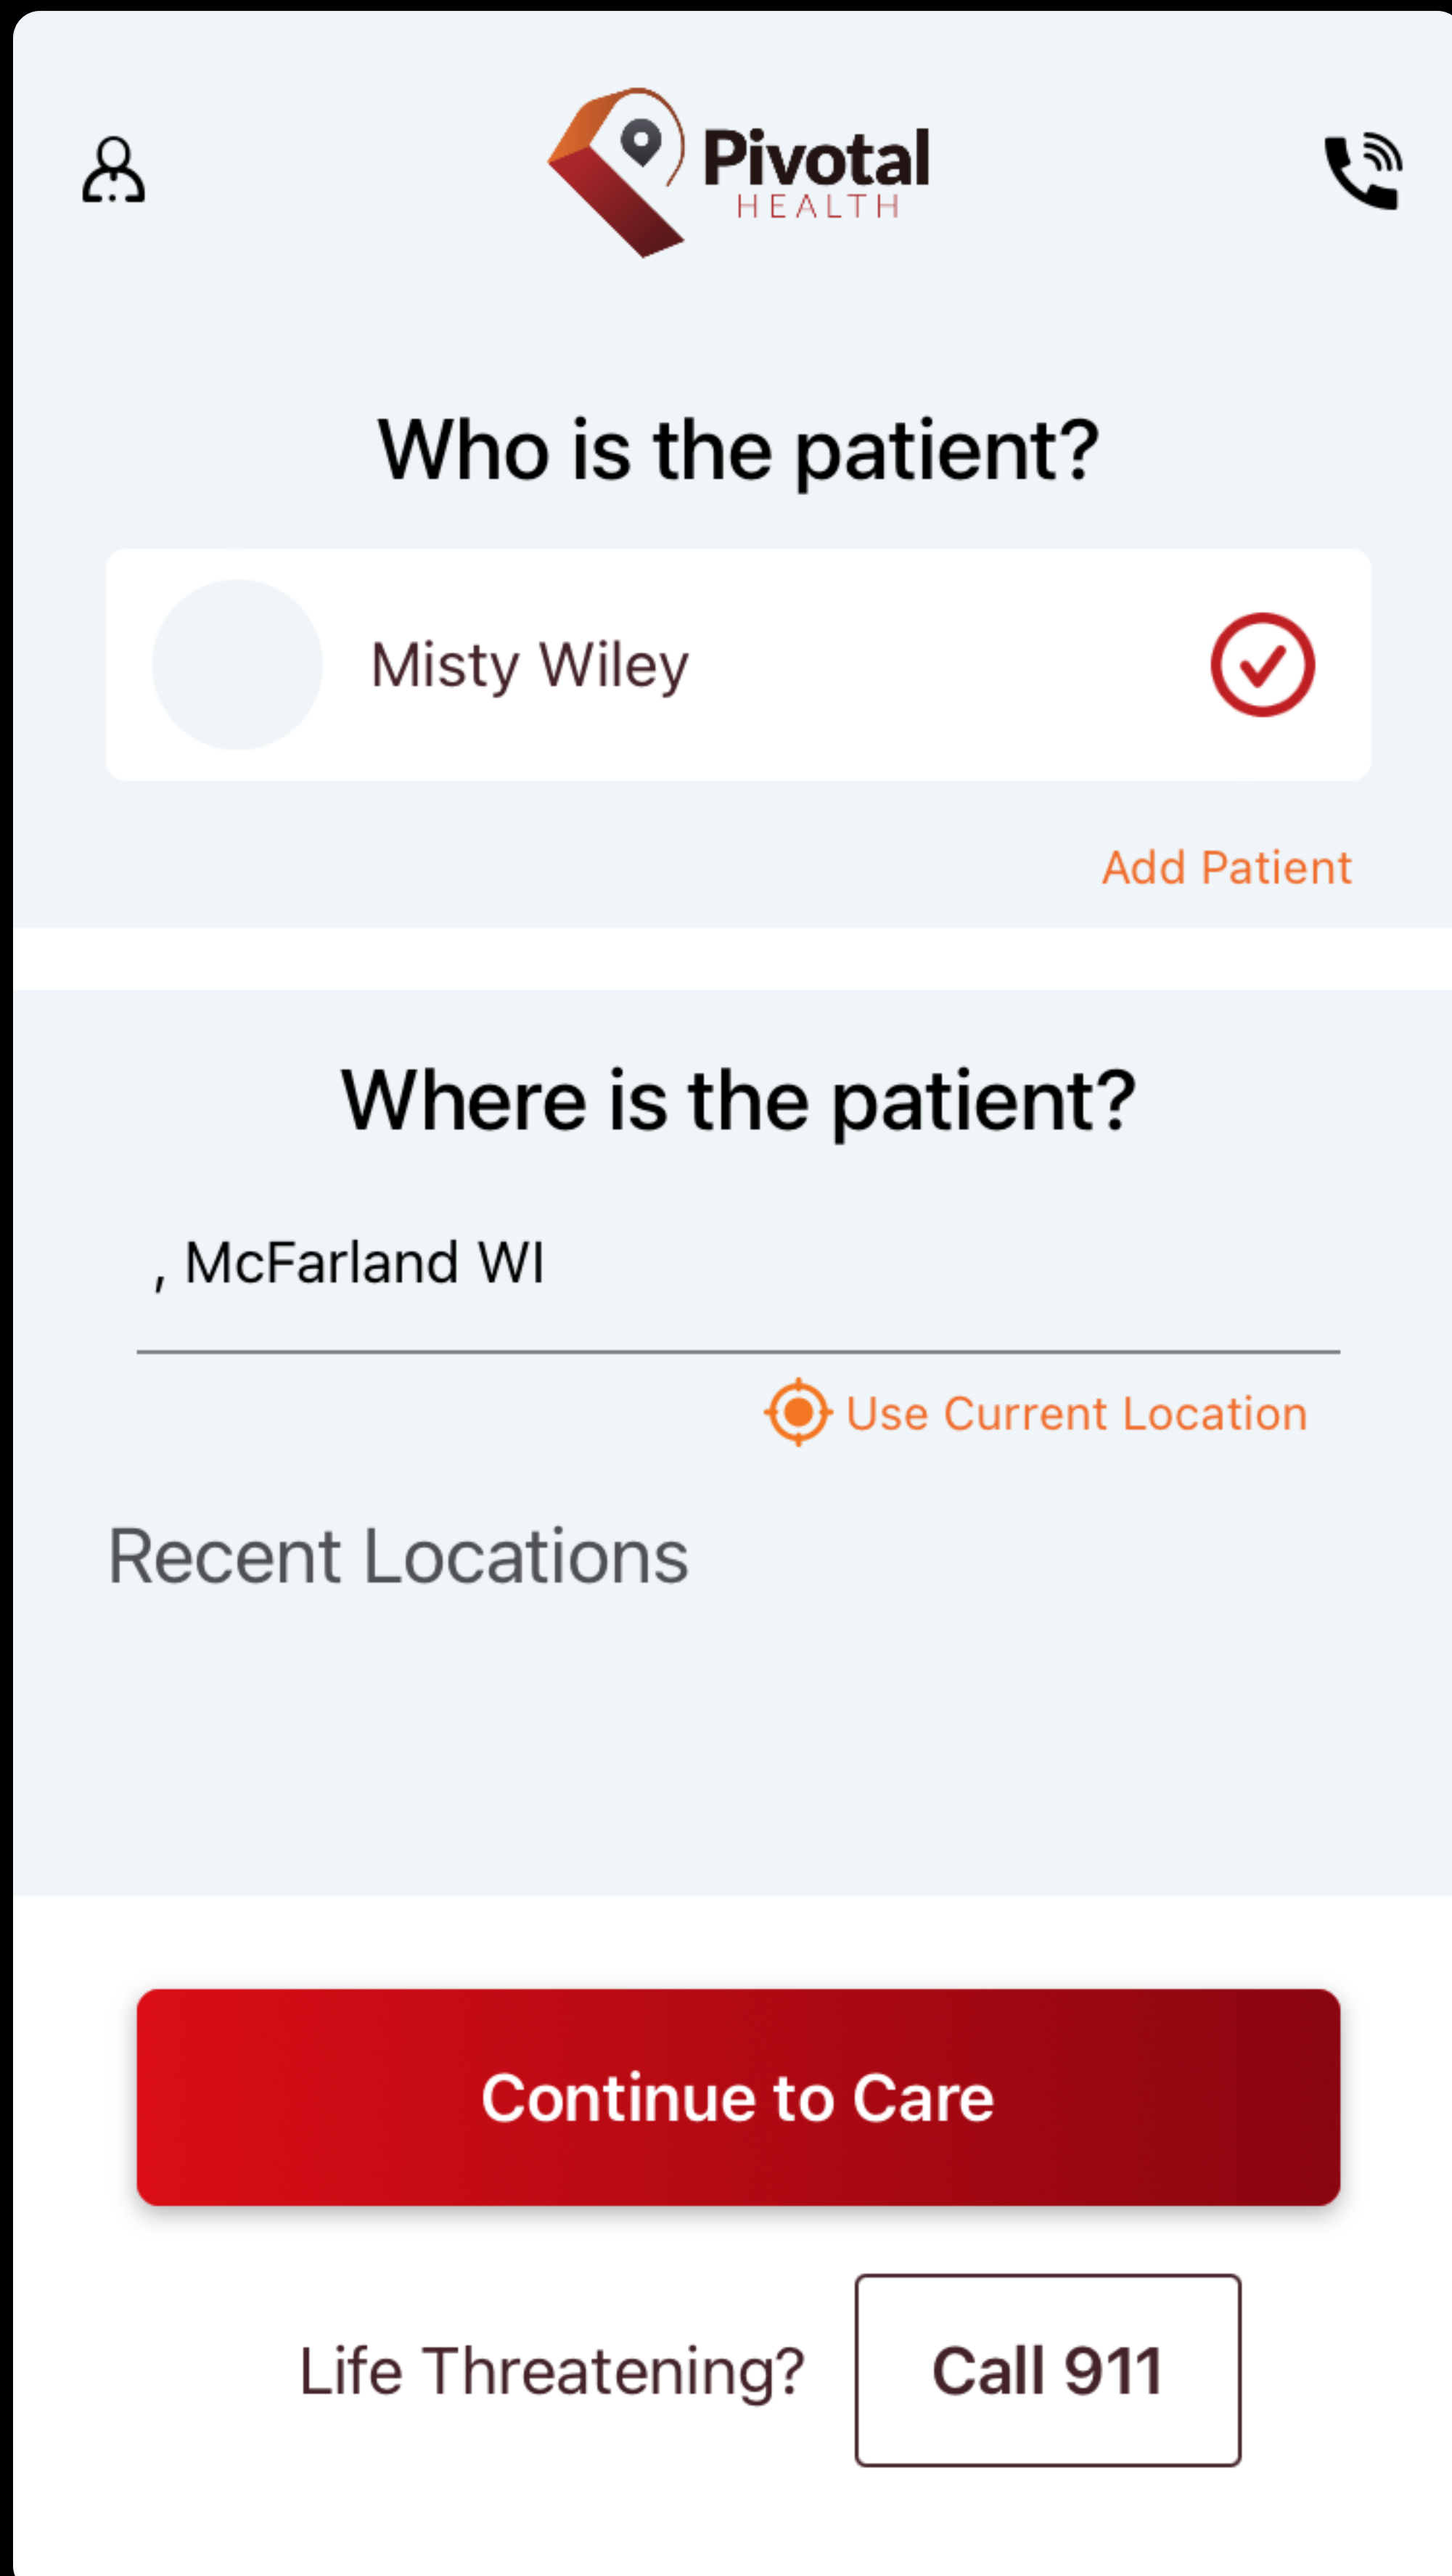 Pivotal
HEALTH
Who is the patient?
Misty Wiley
Add Patient
Where is the patient?
, McFarland WI
Use Current Location
Recent Locations
Continue to Care
Life Threatening?
Call 911